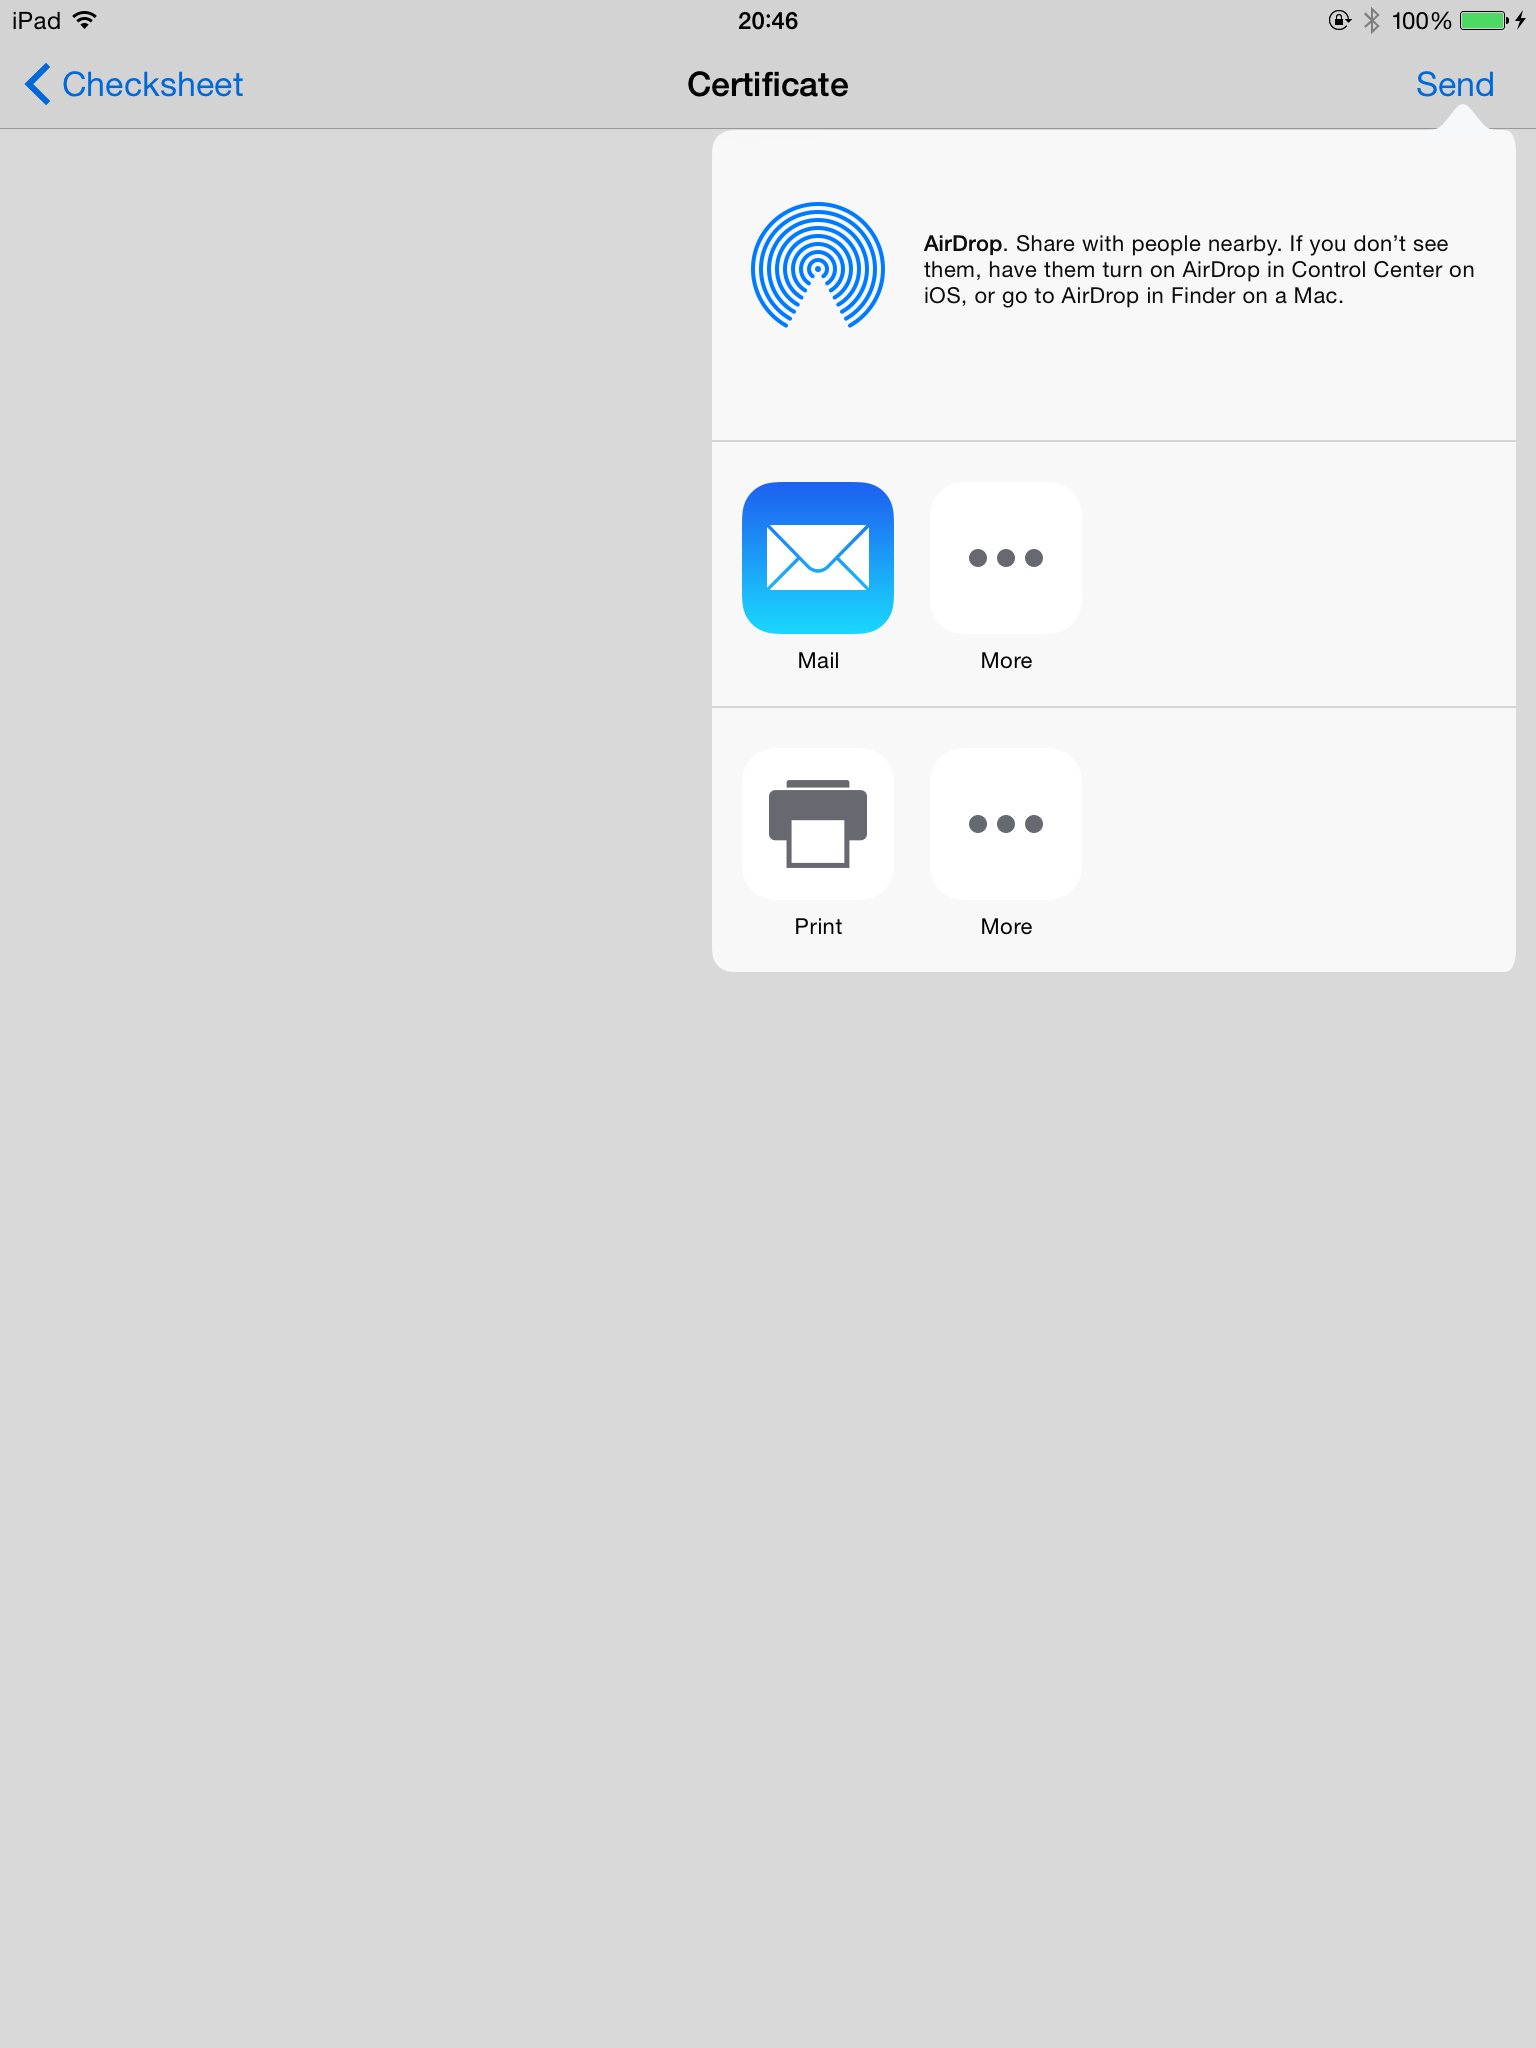 iPad
20:46
100%
Checksheet
Certificate
Send
AirDrop. Share with people nearby. If you don’t see
them, have them turn on AirDrop in Control Center on
iOS, or go to AirDrop in Finder on a Mac.
Mail
More
Print
More